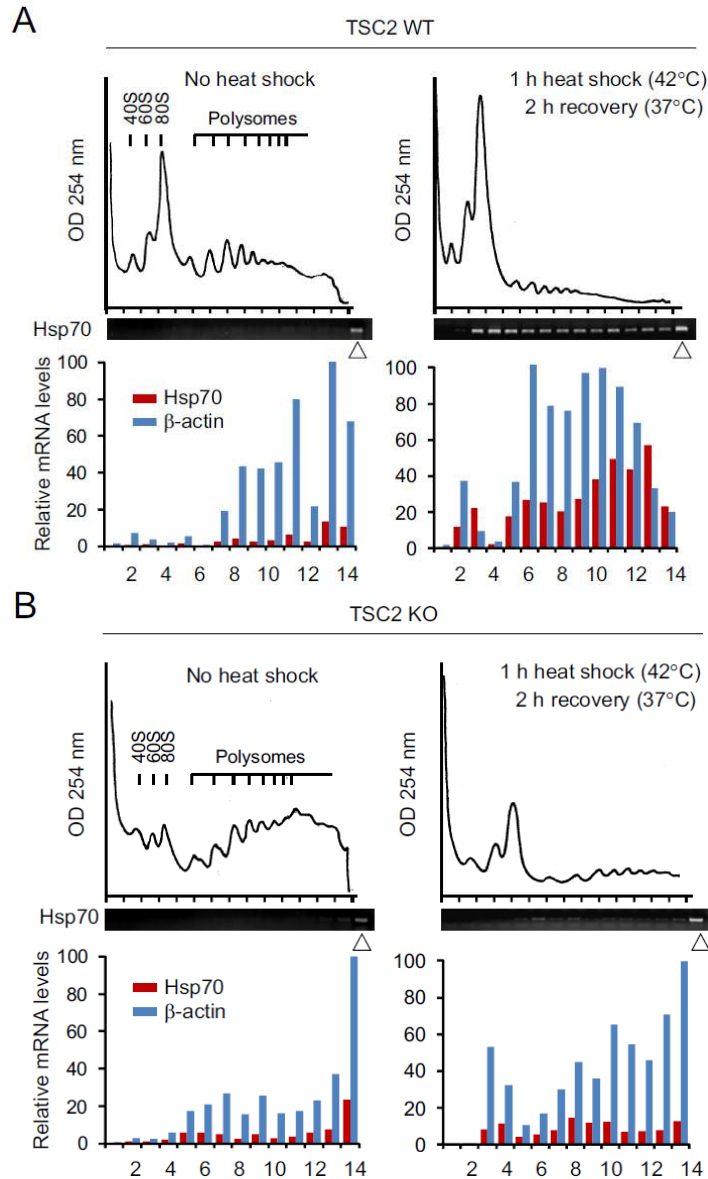 A
TSC2 WT
No heat shock
1 h heat shock (42°C)
2 h recovery (37°C)
40S
60S
80S
Polysomes
OD 254 nm
OD 254 nm
Hsp70
100
80
60
40
20
0
Relative mRNA levels
Hsp70
β-actin
2 4 6 8 10 12 14
100
80
60
40
20
0
2 4 6 8 10 12 14
B
TSC2 KO
No heat shock
1 h heat shock (42°C)
2 h recovery (37°C)
40S
60S
80S
Polysomes
OD 254 nm
OD 254 nm
Hsp70
100
80
60
40
20
0
Relative mRNA levels
Hsp70
β-actin
2 4 6 8 10 12 14
100
80
60
40
20
0
2 4 6 8 10 12 14